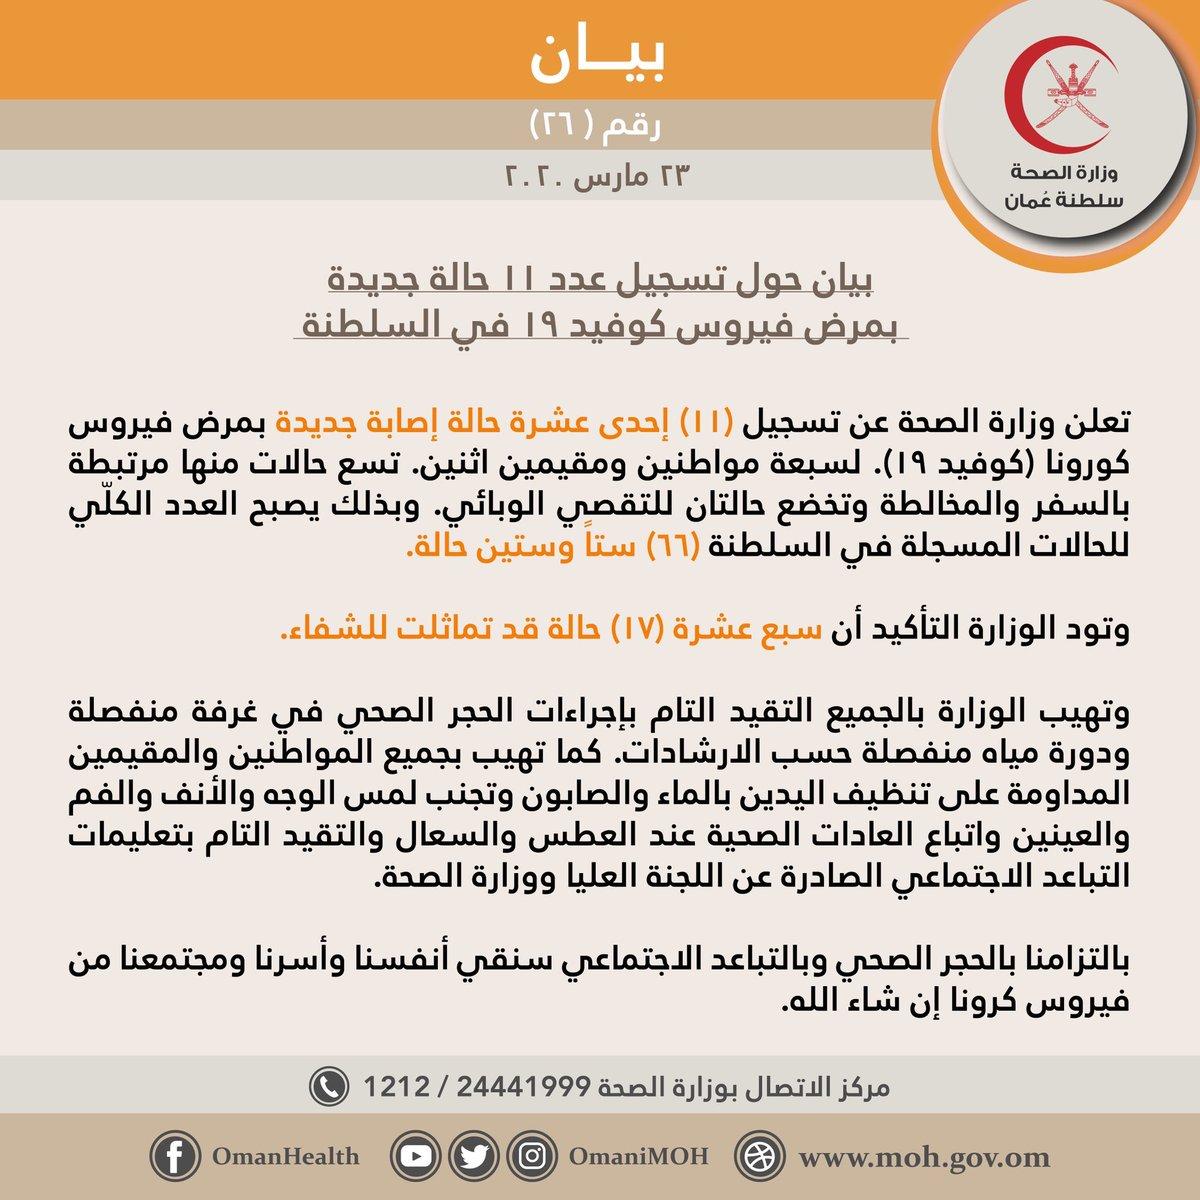 بيـــان
رقم ( ٢٦)
٢٣ مارس ٢٠٢٠
وزارة الصحة
سلطنة عُمان
بيان حول تسجيل عدد ١١ حالة جديدة
بمرض فيروس كوفيد ١٩ في السلطنة
تعلن وزارة الصحة عن تسجيل (١١) إحدى عشرة حالة إصابة جديدة بمرض فيروس
كورونا (كوفيد ١٩). لسبعة مواطنين ومقيمين اثنين. تسع حالات منها مرتبطة
بالسفر والمخالطة وتخضع حالتان للتقصي الوبائي. وبذلك يصبح العدد الكلّي
للحالات المسجلة في السلطنة (٦٦) ستاً وستين حالة.
وتود الوزارة التأكيد أن سبع عشرة (١٧) حالة قد تماثلت للشفاء.
وتهيب الوزارة بالجميع التقيد التام بإجراءات الحجر الصحي في غرفة منفصلة
ودورة مياه منفصلة حسب الارشادات. كما تهيب بجميع المواطنين والمقيمين
المداومة على تنظيف اليدين بالماء والصابون وتجنب لمس الوجه والأنف والفم
والعينين واتباع العادات الصحية عند العطس والسعال والتقيد التام بتعليمات
التباعد الاجتماعي الصادرة عن اللجنة العليا ووزارة الصحة.
بالتزامنا بالحجر الصحي وبالتباعد الاجتماعي سنقي أنفسنا وأسرنا ومجتمعنا من
فيروس كرونا إن شاء الله.
مركز الاتصال بوزارة الصحة 24441999 / 1212
OmanHealth OmaniMOH www.moh.gov.om